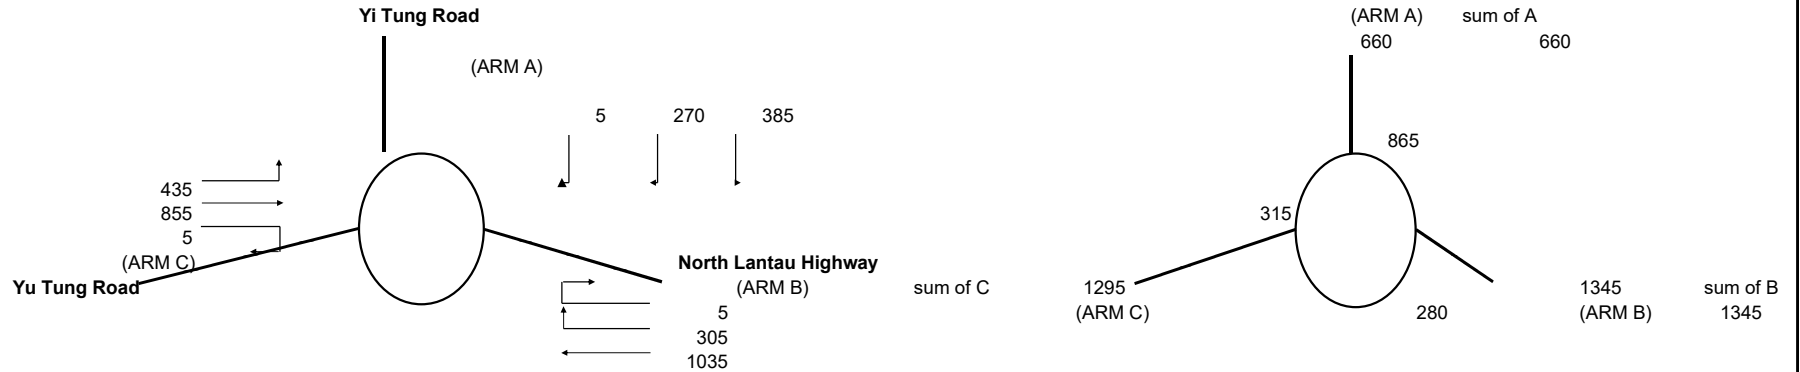 Yi Tung Road
(ARM A) sum of A
660 660
(ARM A)
5 270 385
865
435
855
5
(ARM C)
Yu Tung Road
315
North Lantau Highway
(ARM B)
sum of C 1295
(ARM C)
1345 sum of B
280 (ARM B) 1345
5
305
1035